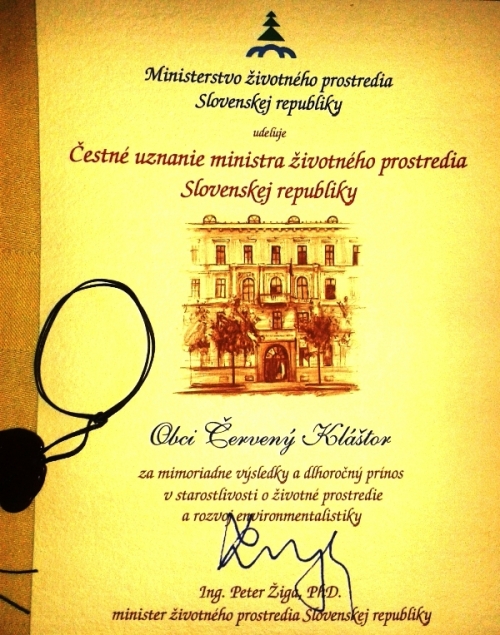 Ministerstvo životného prostredia
Slovenskej republiky
udeľuje
Čestné uznanie ministra životného prostredia
Slovenskej republiky
Obci Červený Kláštor
za mimoriadne výsledky a dlhoročný prínos
v starostlivosti o životné prostredie
a rozvoj environmentalistiky
Ing. Peter Žiga, PhD.
minister životného prostredia Slovenskej republiky